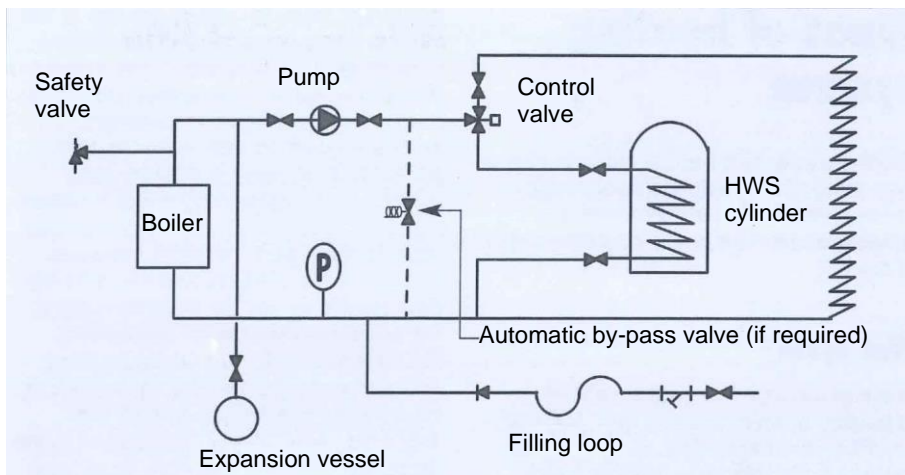 Safety
valve
Pump
Control
valve
HWS
cylinder
Boiler
P
Automatic by-pass valve (if required)
Filling loop
Expansion vessel